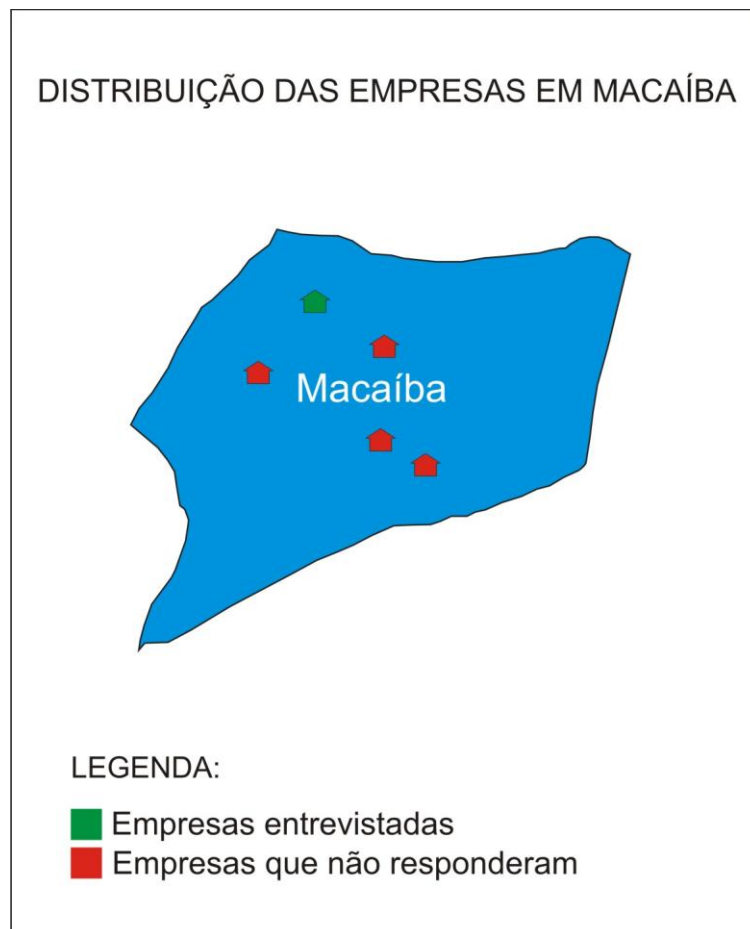 DISTRIBUIÇÃO DAS EMPRESAS EM MACAÍBA
Macaíba
LEGENDA:
Empresas entrevistadas
Empresas que não responderam